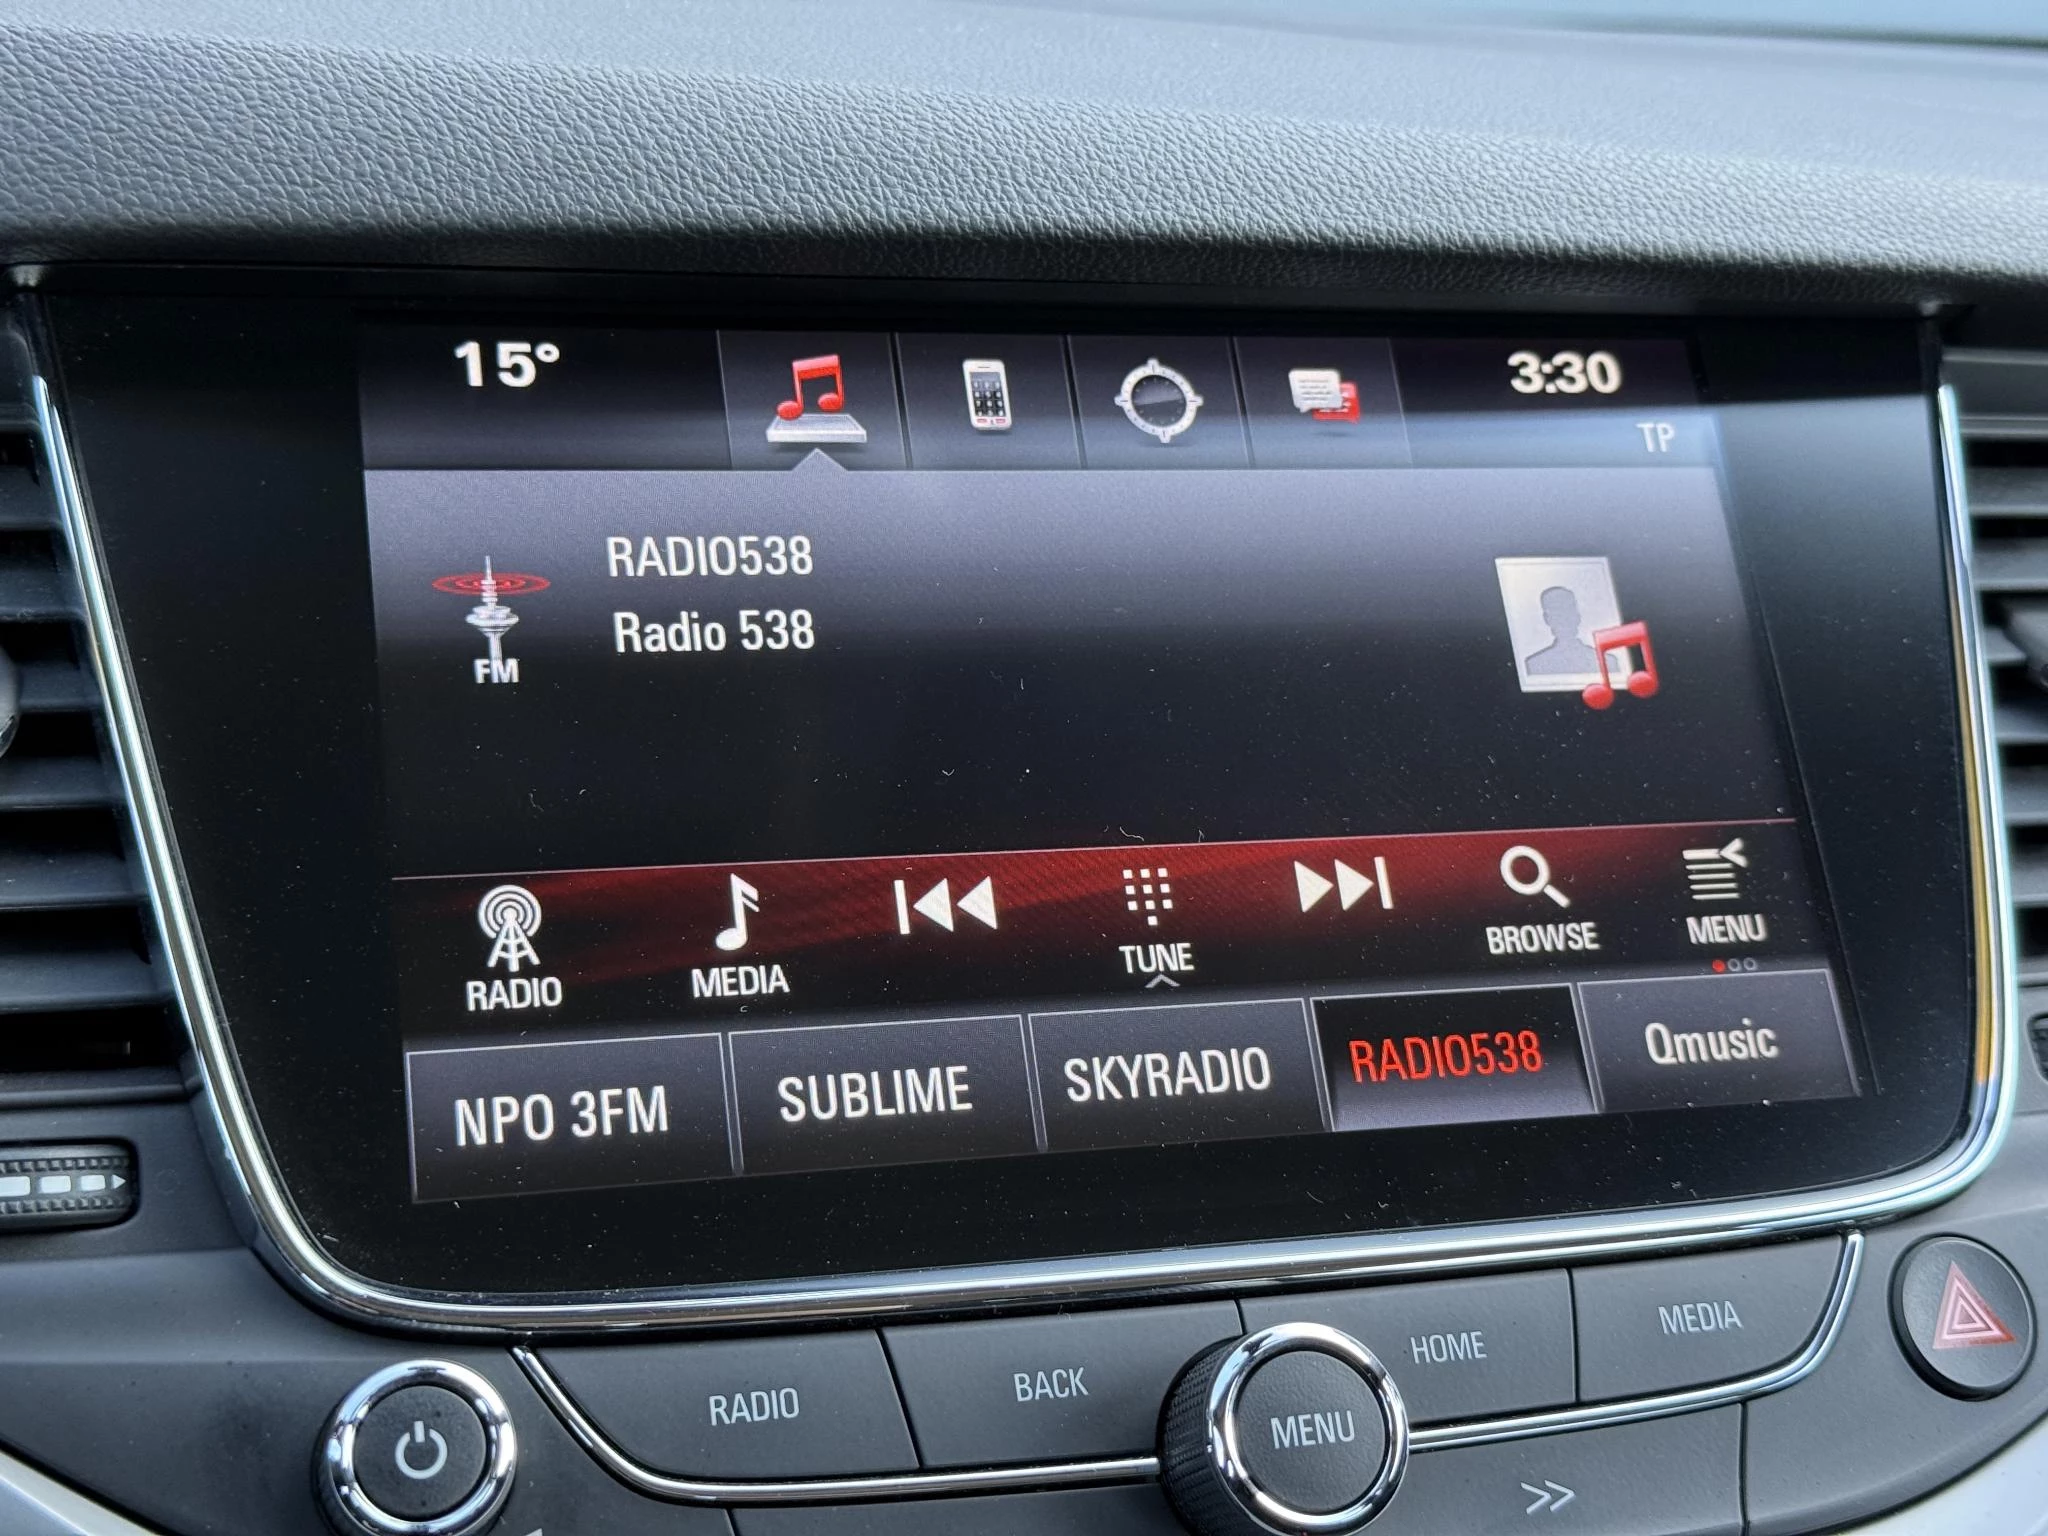 15°
3:30
TP
RADIO538
Radio 538
FM
RADIO
MEDIA
TUNE
BROWSE
MENU
NPO 3FM
SUBLIME
SKYRADIO
RADIO538
Qmusic
RADIO
BACK
MENU
HOME
MEDIA